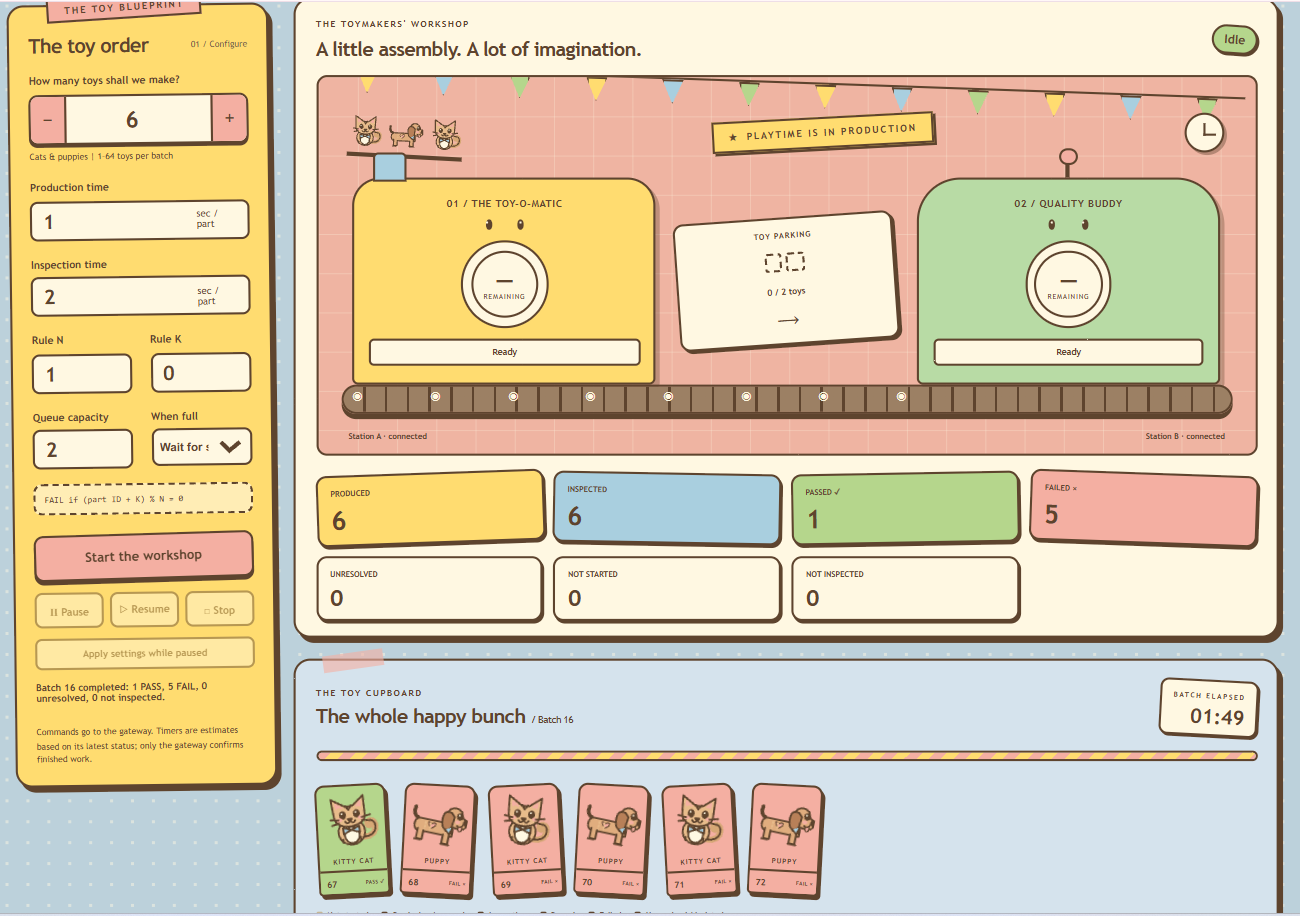 THE TOY BLUEPRINT
The toy order
01 / Configure
How many toys shall we make?
− 6 +
Cats & puppies | 1-64 toys per batch
Production time
1 sec /
part
Inspection time
2 sec /
part
Rule N Rule K
1 0
Queue capacity When full
2 Wait for
FAIL if (part ID + K) % N = 0
Start the workshop
Pause ▷ Resume □ Stop
Apply settings while paused
Batch 16 completed: 1 PASS, 5 FAIL, 0
unresolved, 0 not inspected.
Commands go to the gateway. Timers are estimates
based on its latest status; only the gateway confirms
finished work.
THE TOYMAKERS' WORKSHOP
A little assembly. A lot of imagination.
Idle
★ PLAYTIME IS IN PRODUCTION
01 / THE TOY-O-MATIC
—
REMAINING
Ready
TOY PARKING
0 / 2 toys
→
02 / QUALITY BUDDY
—
REMAINING
Ready
Station A · connected
Station B · connected
PRODUCED
6
INSPECTED
6
PASSED ✓
1
FAILED ×
5
UNRESOLVED
0
NOT STARTED
0
NOT INSPECTED
0
THE TOY CUPBOARD
The whole happy bunch / Batch 16
BATCH ELAPSED
01:49
KITTY CAT
67 PASS ✓
PUPPY
68 FAIL ×
KITTY CAT
69 FAIL ×
PUPPY
70 FAIL ×
KITTY CAT
71 FAIL ×
PUPPY
72 FAIL ×